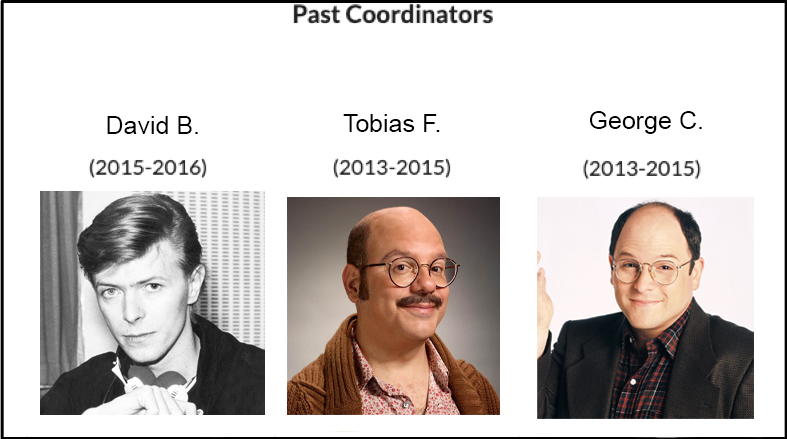 Past Coordinators
David B.
Tobias F.
George C.
(2015-2016)
(2013-2015)
(2013-2015)